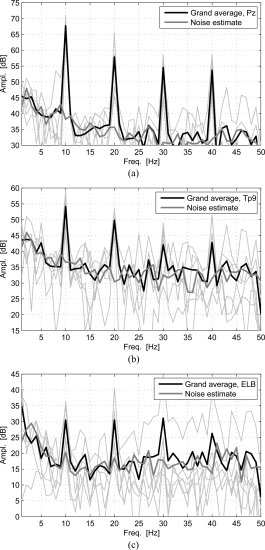 75
70
65
60
55
50
45
40
35
30
Ampl. [dB]
Grand average, Pz
Noise estimate
5 10 15 20 25 30 35 40 45 50
Freq. [Hz]
(a)
60
55
50
45
40
35
30
25
20
15
Ampl. [dB]
Grand average, Tp9
Noise estimate
5 10 15 20 25 30 35 40 45 50
Freq. [Hz]
(b)
45
40
35
30
25
20
15
10
5
0
Ampl. [dB]
Grand average, ELB
Noise estimate
5 10 15 20 25 30 35 40 45 50
Freq. [Hz]
(c)